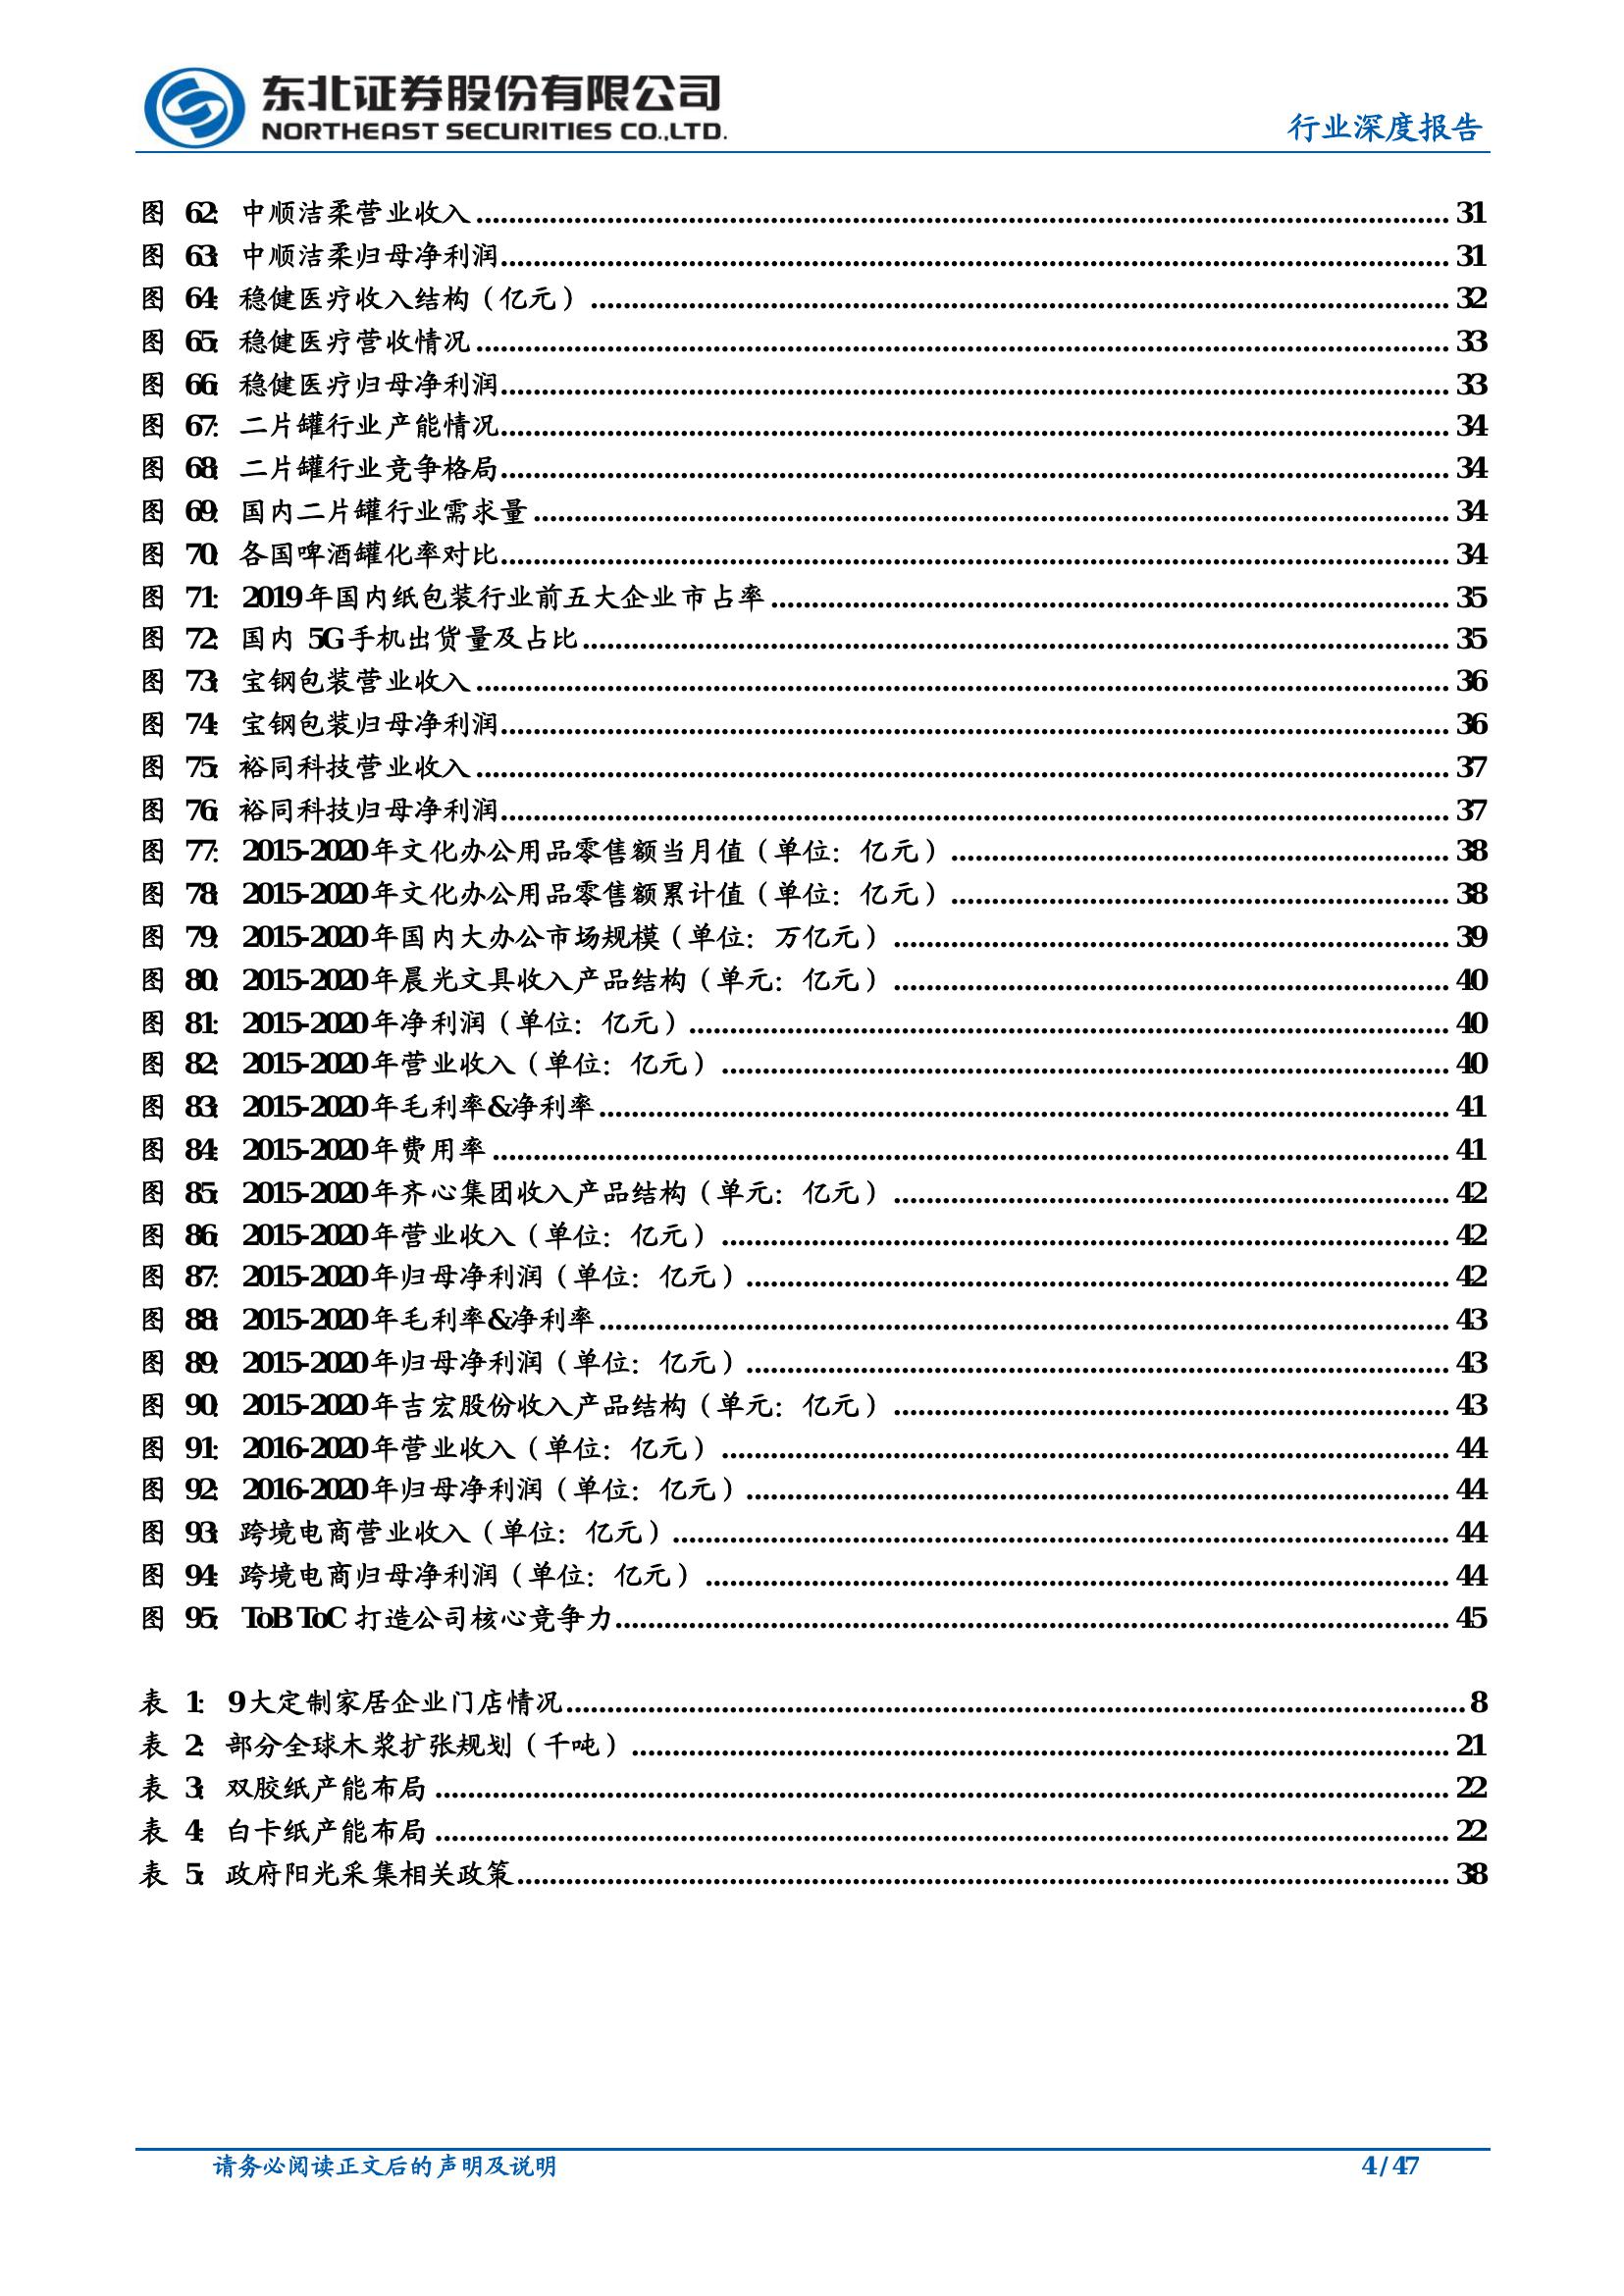 东北证券股份有限公司
NORTHEAST SECURITIES CO.,LTD.
行业深度报告
图 62: 中顺洁柔营业收入 31
图 63: 中顺洁柔归母净利润 31
图 64: 稳健医疗收入结构（亿元） 32
图 65: 稳健医疗营收情况 33
图 66: 稳健医疗归母净利润 33
图 67: 二片罐行业产能情况 34
图 68: 二片罐行业竞争格局 34
图 69: 国内二片罐行业需求量 34
图 70: 各国啤酒罐化率对比 34
图 71: 2019年国内纸包装行业前五大企业市占率 35
图 72: 国内 5G手机出货量及占比 35
图 73: 宝钢包装营业收入 36
图 74: 宝钢包装归母净利润 36
图 75: 裕同科技营业收入 37
图 76: 裕同科技归母净利润 37
图 77: 2015-2020年文化办公用品零售额当月值（单位：亿元） 38
图 78: 2015-2020年文化办公用品零售额累计值（单位：亿元） 38
图 79: 2015-2020年国内大办公市场规模（单位：万亿元） 39
图 80: 2015-2020年晨光文具收入产品结构（单元：亿元） 40
图 81: 2015-2020年净利润（单位：亿元） 40
图 82: 2015-2020年营业收入（单位：亿元） 40
图 83: 2015-2020年毛利率&净利率 41
图 84: 2015-2020年费用率 41
图 85: 2015-2020年齐心集团收入产品结构（单元：亿元） 42
图 86: 2015-2020年营业收入（单位：亿元） 42
图 87: 2015-2020年归母净利润（单位：亿元） 42
图 88: 2015-2020年毛利率&净利率 43
图 89: 2015-2020年归母净利润（单位：亿元） 43
图 90: 2015-2020年吉宏股份收入产品结构（单元：亿元） 43
图 91: 2016-2020年营业收入（单位：亿元） 44
图 92: 2016-2020年归母净利润（单位：亿元） 44
图 93: 跨境电商营业收入（单位：亿元） 44
图 94: 跨境电商归母净利润（单位：亿元） 44
图 95: ToB ToC 打造公司核心竞争力 45
表 1: 9大定制家居企业门店情况 8
表 2: 部分全球木浆扩张规划（千吨） 21
表 3: 双胶纸产能布局 22
表 4: 白卡纸产能布局 22
表 5: 政府阳光采集相关政策 38
请务必阅读正文后的声明及说明 4 / 47